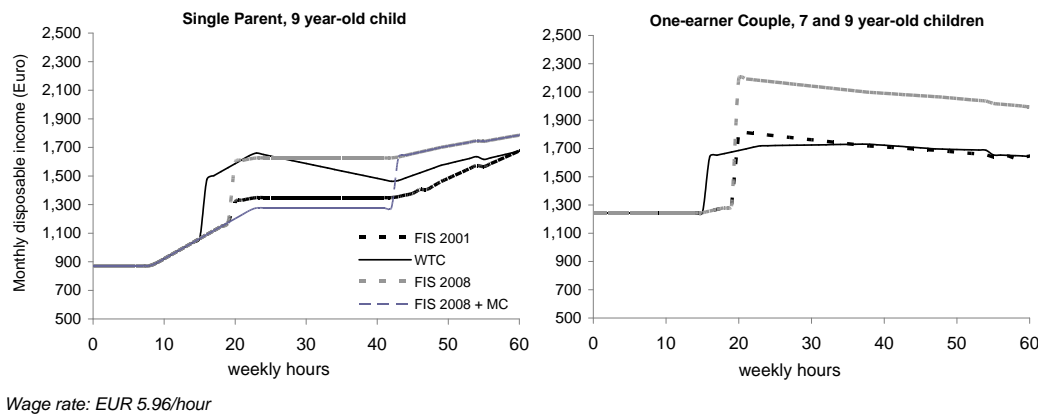 Single Parent, 9 year-old child
One-earner Couple, 7 and 9 year-old children
Monthly disposable income (Euro)
2,500
2,300
2,100
1,900
1,700
1,500
1,300
1,100
900
700
500
0 10 20 30 40 50 60
weekly hours
FIS 2001
WTC
FIS 2008
FIS 2008 + MC
2,500
2,300
2,100
1,900
1,700
1,500
1,300
1,100
900
700
500
0 10 20 30 40 50 60
weekly hours
Wage rate: EUR 5.96/hour